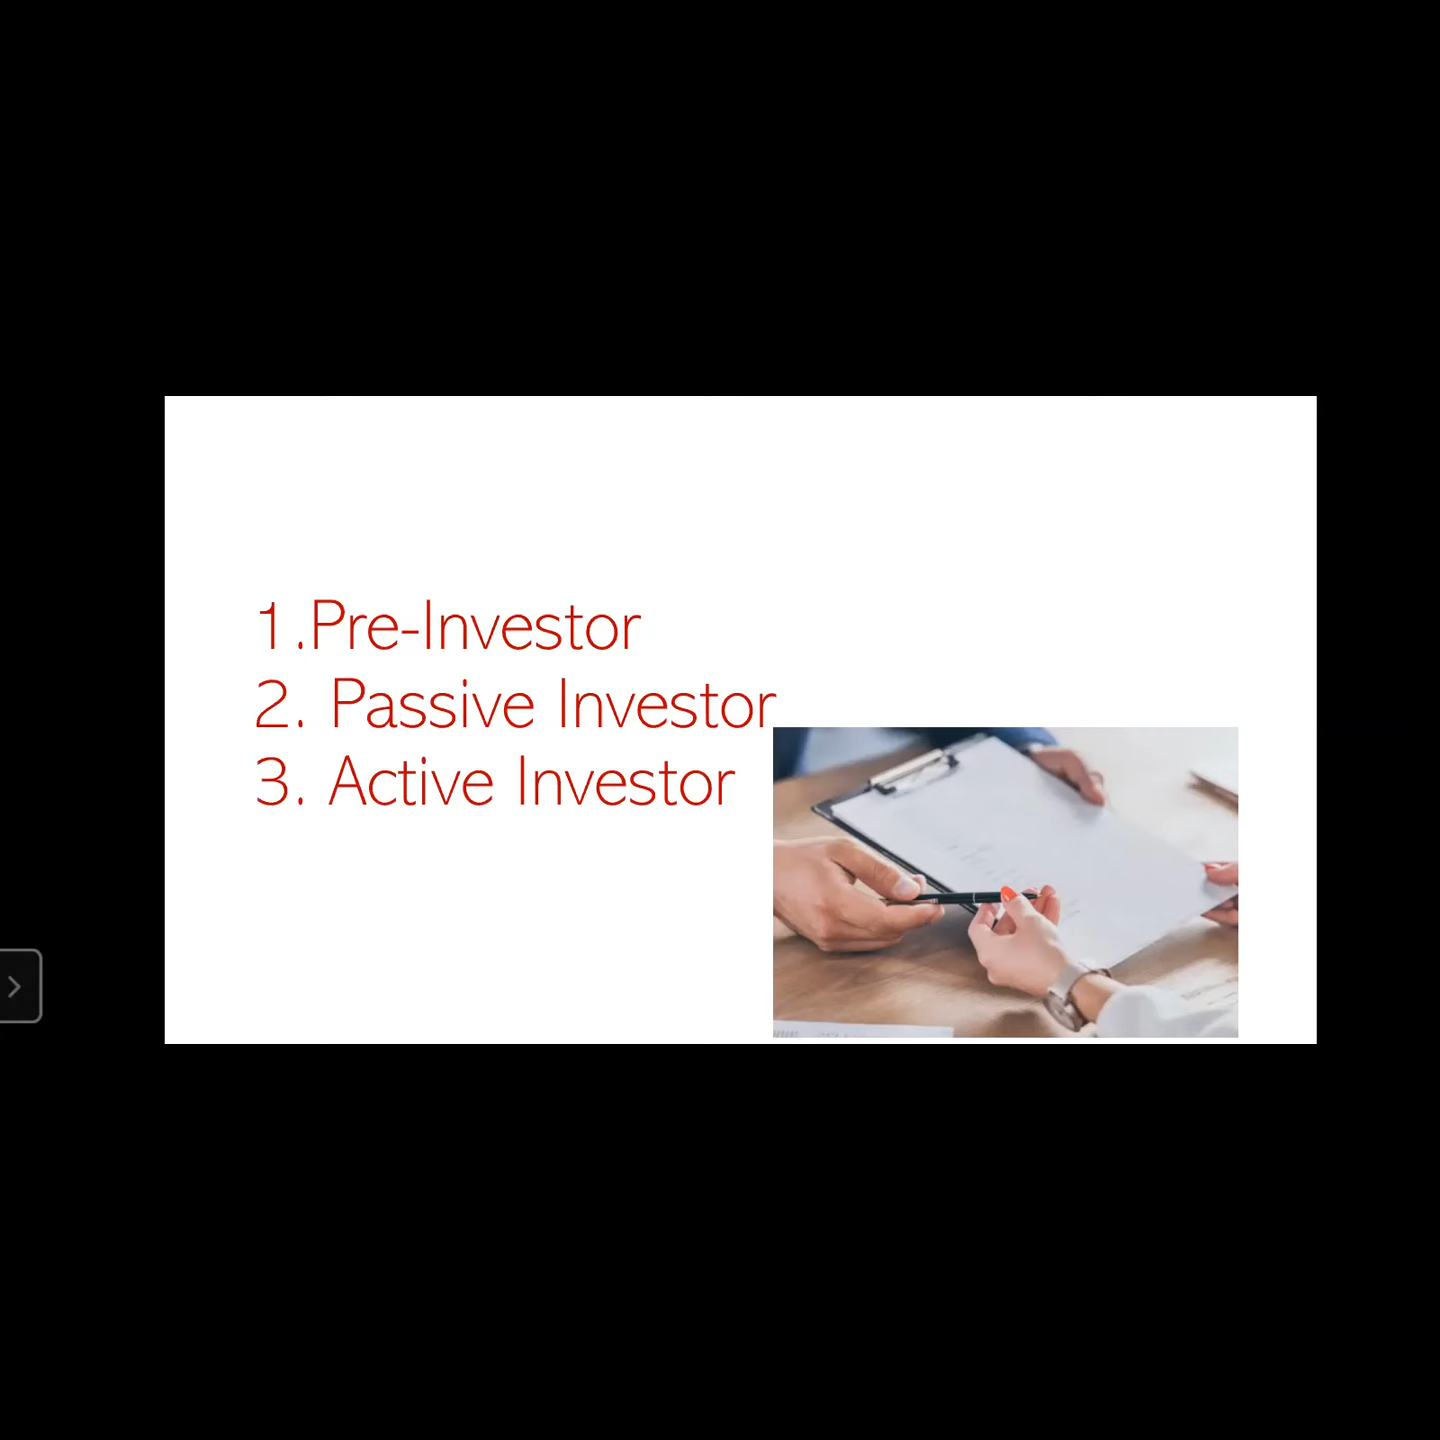 1.Pre-Investor
2. Passive Investor
3. Active Investor